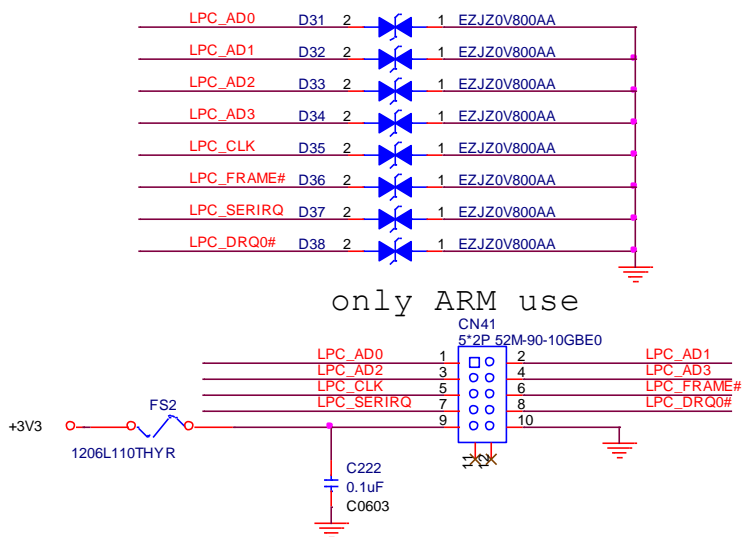 LPC_AD0 D31 2 1 EZJZ0V800AA
LPC_AD1 D32 2 1 EZJZ0V800AA
LPC_AD2 D33 2 1 EZJZ0V800AA
LPC_AD3 D34 2 1 EZJZ0V800AA
LPC_CLK D35 2 1 EZJZ0V800AA
LPC_FRAME# D36 2 1 EZJZ0V800AA
LPC_SERIRQ D37 2 1 EZJZ0V800AA
LPC_DRQ0# D38 2 1 EZJZ0V800AA
only ARM use
CN41
5*2P 52M-90-10GBE0
LPC_AD0 1 2 LPC_AD1
LPC_AD2 3 4 LPC_AD3
LPC_CLK 5 6 LPC_FRAME#
LPC_SERIRQ 7 8 LPC_DRQ0#
FS2
+3V3 9 10
1206L110THYR
11 12
C222
0.1uF
C0603